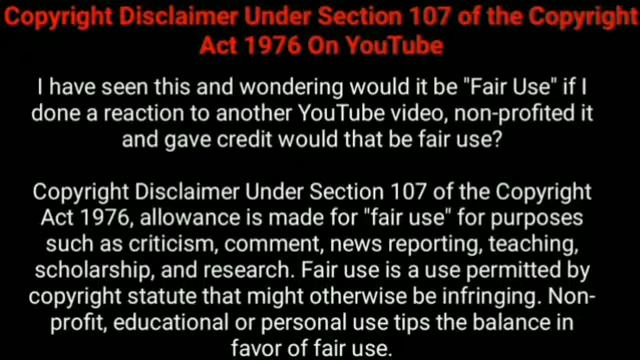 Copyright Disclaimer Under Section 107 of the Copyright
Act 1976 On YouTube
I have seen this and wondering would it be "Fair Use" if I
done a reaction to another YouTube video, non-profited it
and gave credit would that be fair use?
Copyright Disclaimer Under Section 107 of the Copyright
Act 1976, allowance is made for "fair use" for purposes
such as criticism, comment, news reporting, teaching,
scholarship, and research. Fair use is a use permitted by
copyright statute that might otherwise be infringing. Non-
profit, educational or personal use tips the balance in
favor of fair use.